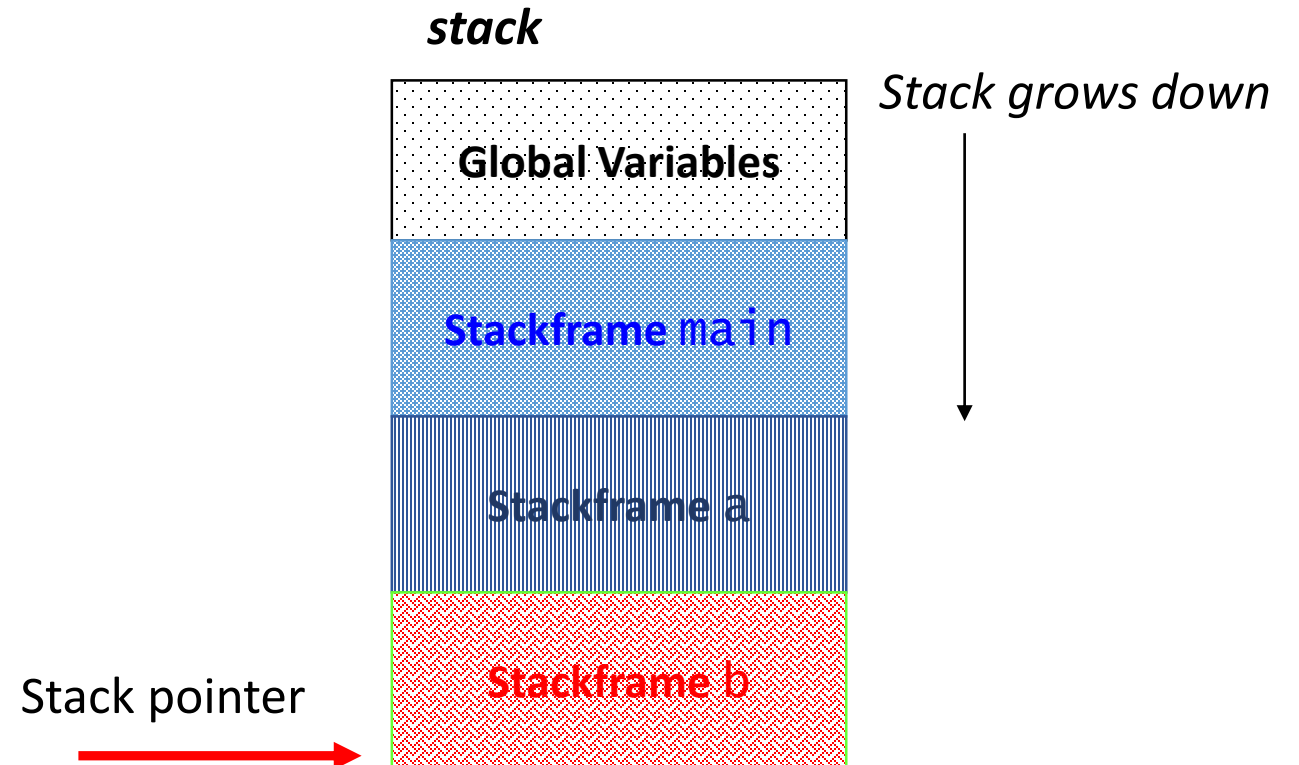 stack
Stack grows down
Global Variables
Stackframe main
Stackframe a
Stackframe b
Stack pointer